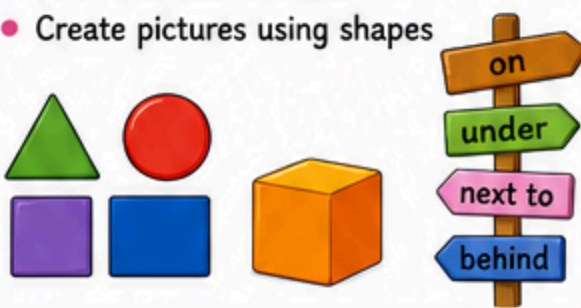 • Create pictures using shapes
on
under
next to
behind